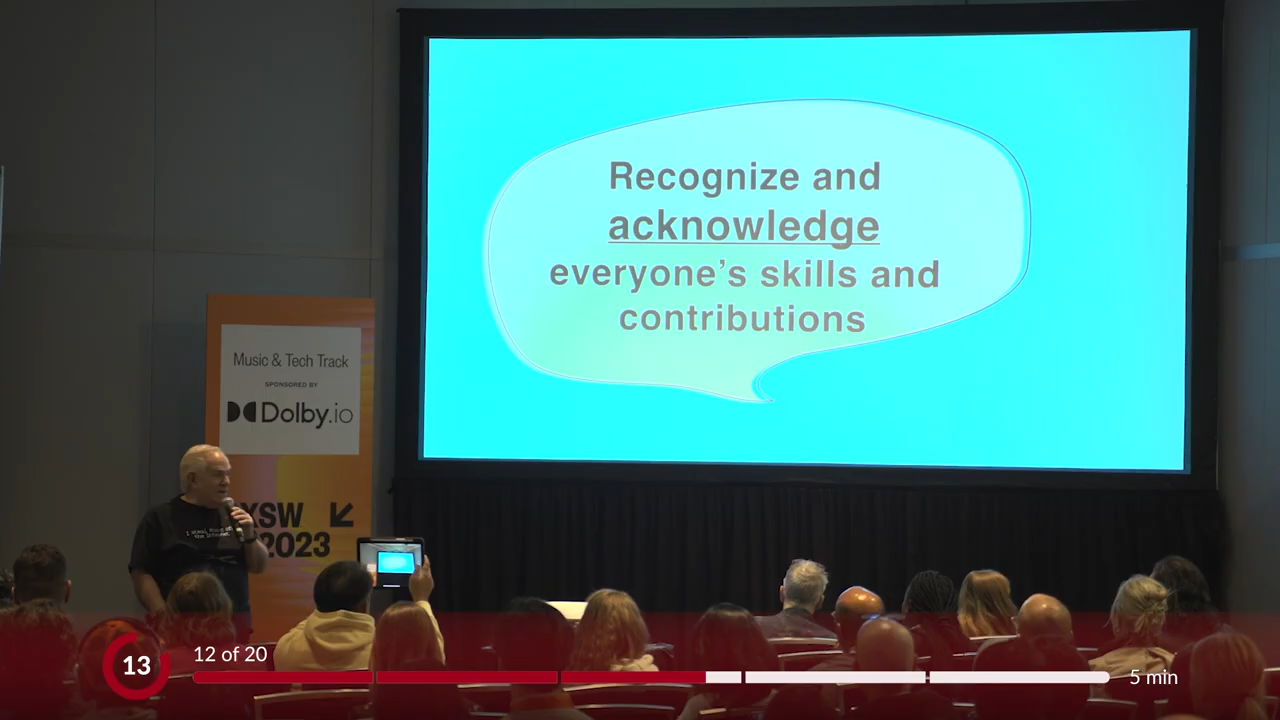 Recognize and
acknowledge
everyone’s skills and
contributions
Music & Tech Track
SPONSORED BY
Dolby.io
XSW
2023
13
12 of 20
5 min